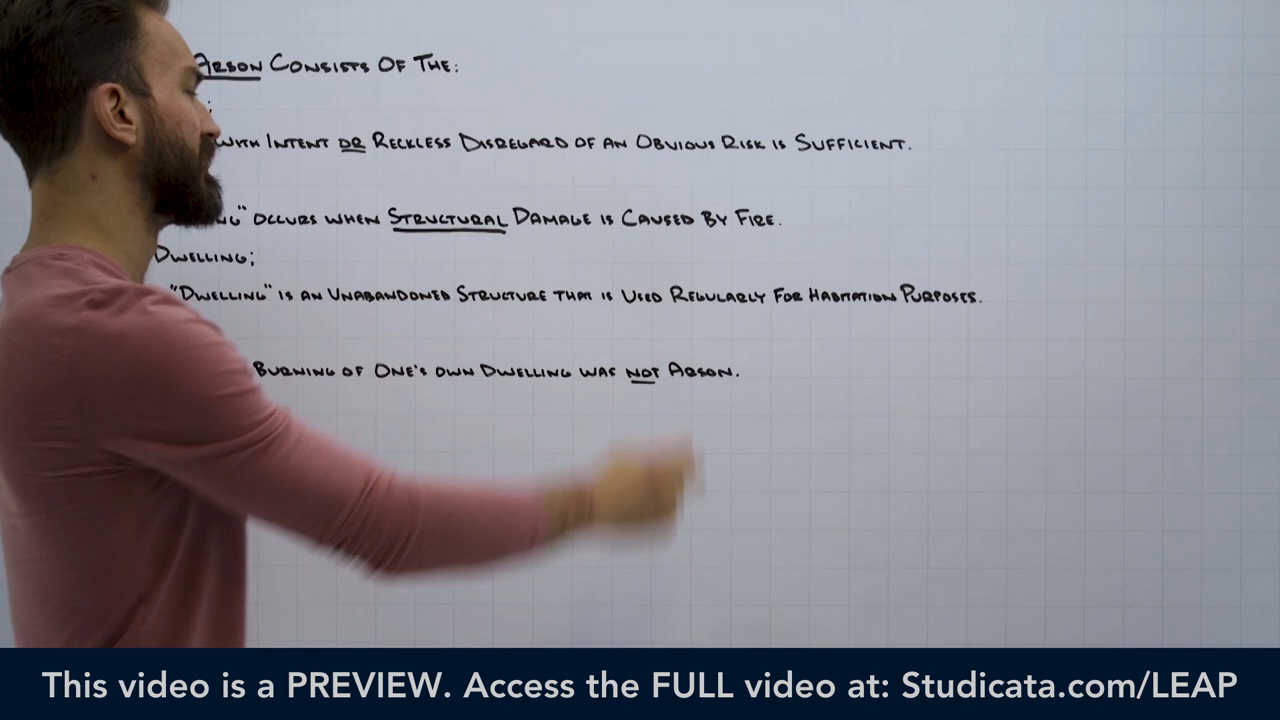 Arson Consists Of The:
;
With Intent or Reckless Disregard of an Obvious Risk is Sufficient.
" occurs when Structural Damage is Caused By Fire.
Dwelling;
"Dwelling" is an Unabandoned Structure that is Used Regularly For Habitation Purposes.
Burning of One's own Dwelling was not Arson.
This video is a PREVIEW. Access the FULL video at: Studicata.com/LEAP